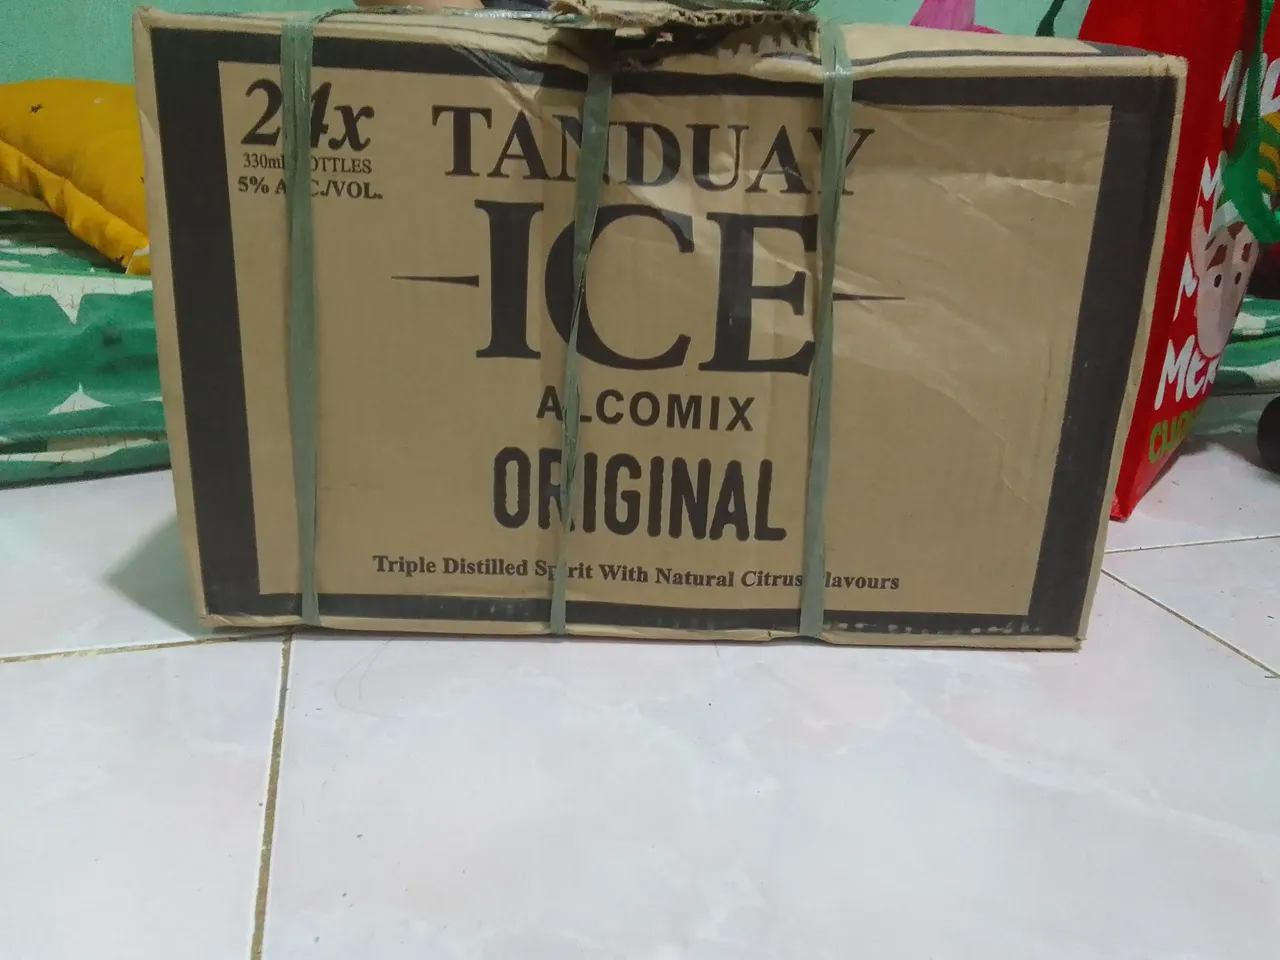 24x
330ml BOTTLES
5% ALC./VOL.
TANDUAY
ICE
ALCOMIX
ORIGINAL
Triple Distilled Spirit With Natural Citrus Flavours